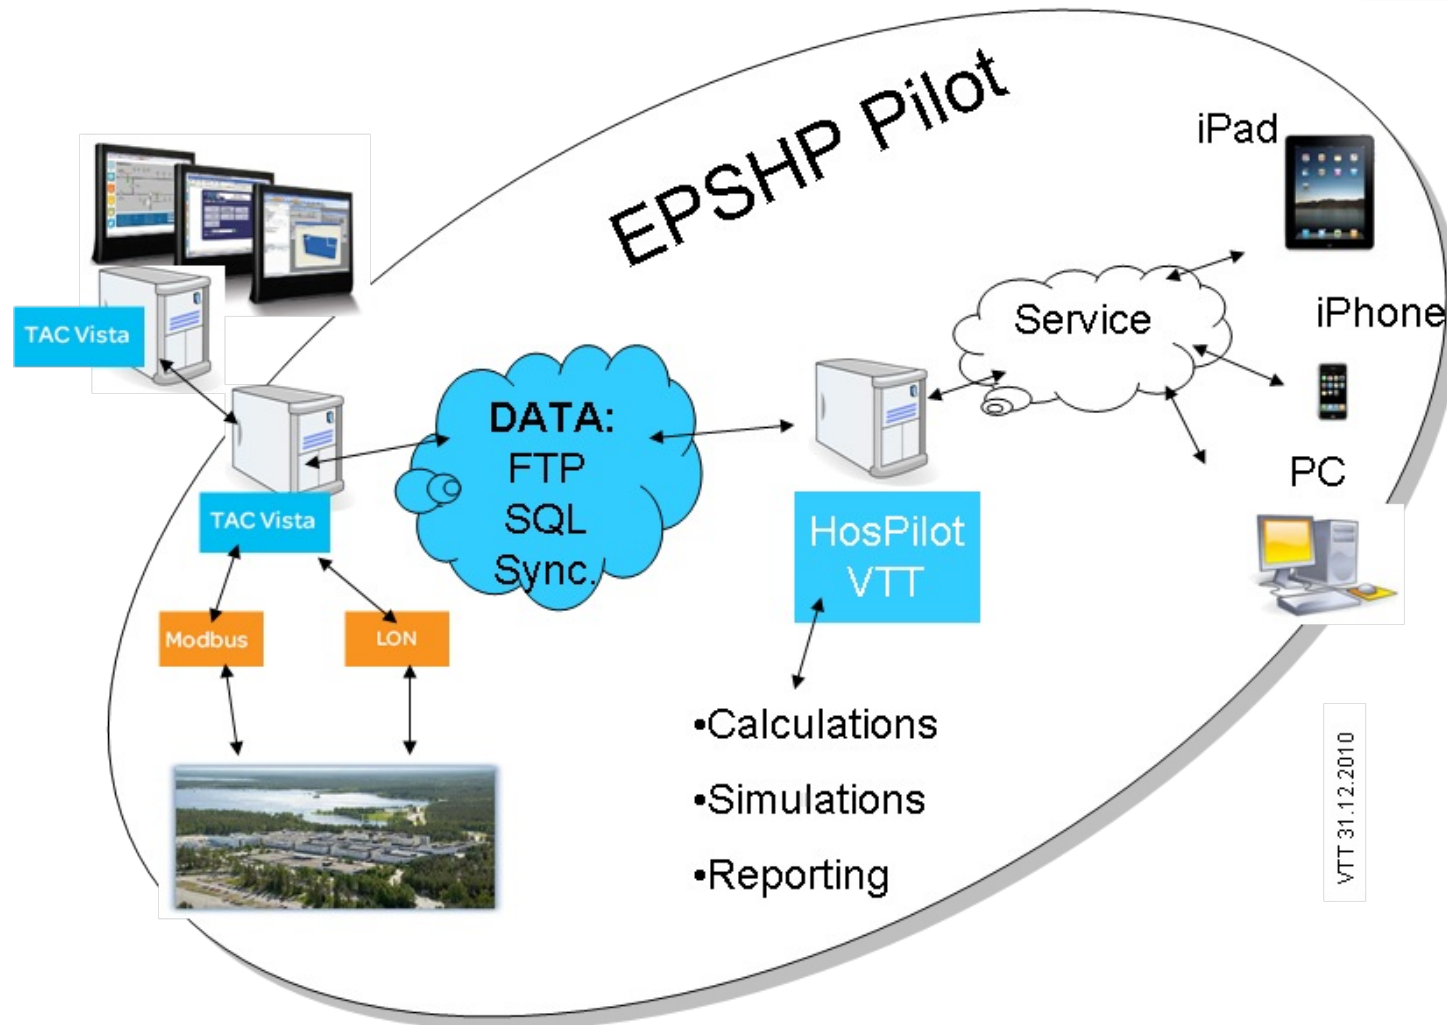 EPSHP Pilot
iPad
TAC Vista
Service
iPhone
DATA:
FTP
SQL
Sync.
PC
TAC Vista
HosPilot
VTT
Modbus
LON
•Calculations
•Simulations
•Reporting
VTT 31.12.2010